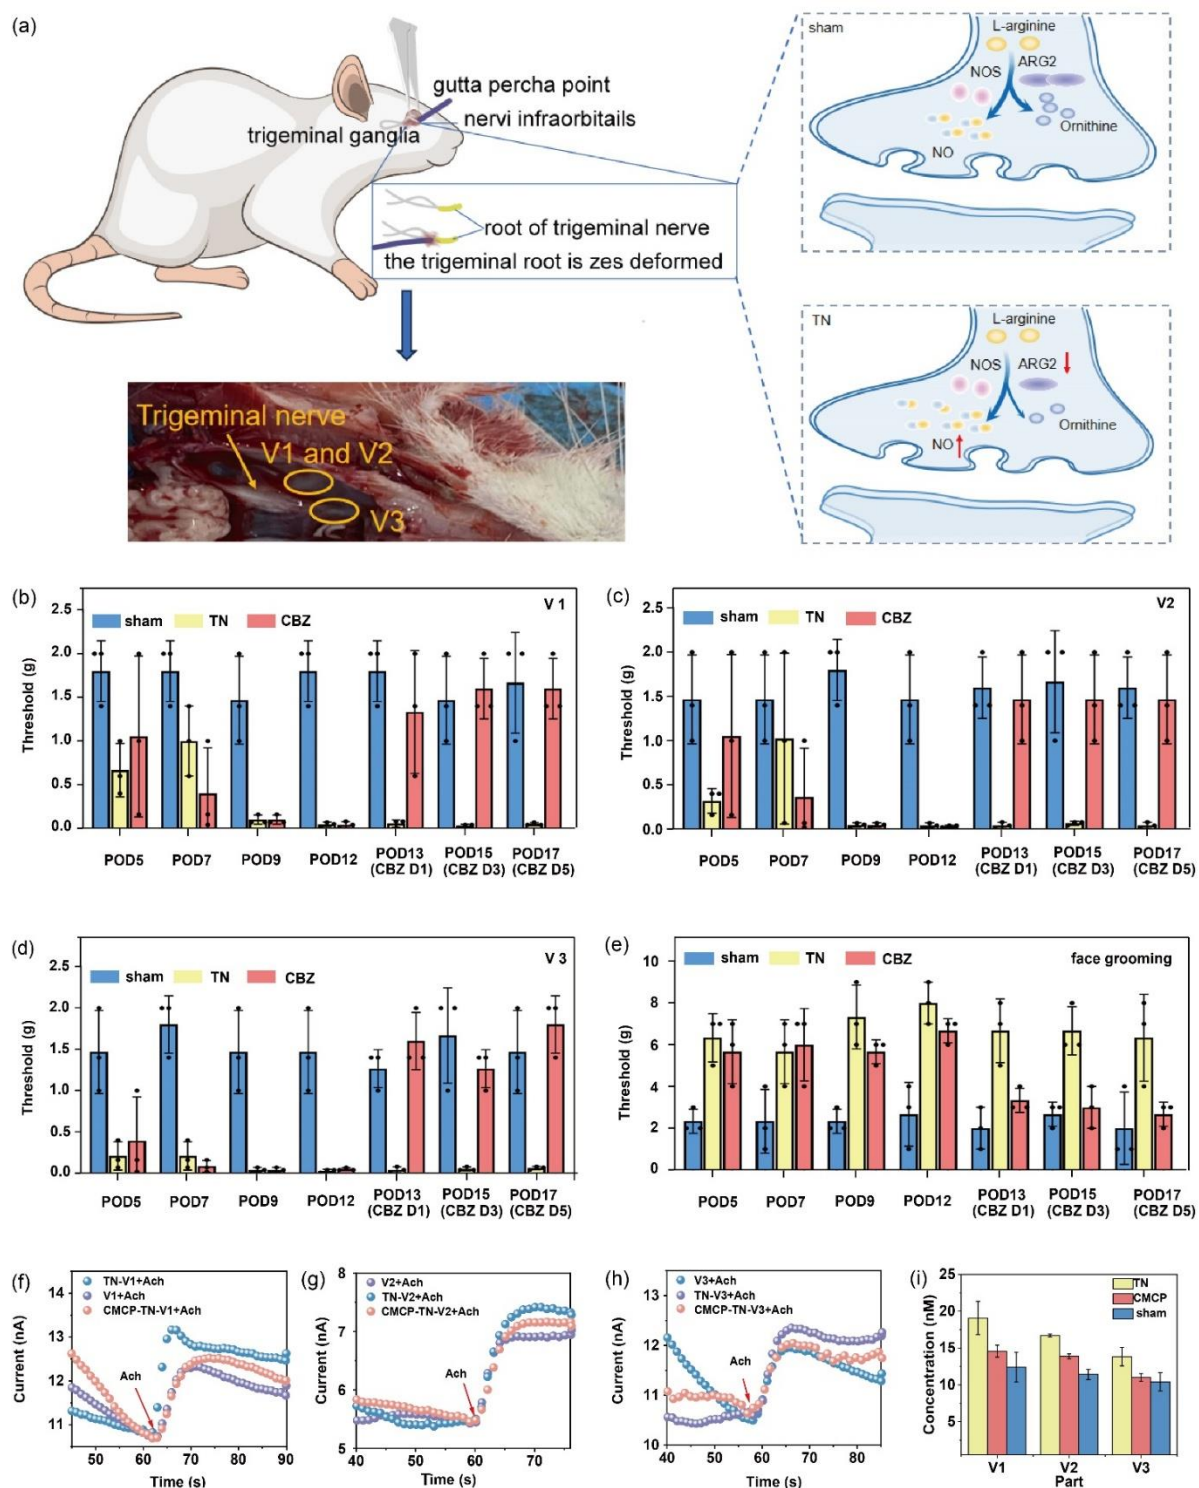 (a)
gutta percha point
nervi infraorbitails
trigeminal ganglia
root of trigeminal nerve
the trigeminal root is zes deformed
Trigeminal nerve
V1 and V2
V3
sham
L-arginine
NOS
ARG2
Ornithine
NO
TN
L-arginine
NOS
ARG2
Ornithine
NO
(b)
V 1
sham TN CBZ
Threshold (g)
2.5
2.0
1.5
1.0
0.5
0.0
POD5 POD7 POD9 POD12 POD13 POD15 POD17
(CBZ D1) (CBZ D3) (CBZ D5)
(c)
V2
sham TN CBZ
Threshold (g)
2.5
2.0
1.5
1.0
0.5
0.0
POD5 POD7 POD9 POD12 POD13 POD15 POD17
(CBZ D1) (CBZ D3) (CBZ D5)
(d)
V 3
sham TN CBZ
Threshold (g)
2.5
2.0
1.5
1.0
0.5
0.0
POD5 POD7 POD9 POD12 POD13 POD15 POD17
(CBZ D1) (CBZ D3) (CBZ D5)
(e)
sham TN CBZ face grooming
Threshold (g)
10
8
6
4
2
0
POD5 POD7 POD9 POD12 POD13 POD15 POD17
(CBZ D1) (CBZ D3) (CBZ D5)
(f)
TN-V1+Ach
V1+Ach
CMCP-TN-V1+Ach
Current (nA)
14
13
12
11
Ach
50 60 70 80 90
Time (s)
(g)
V2+Ach
TN-V2+Ach
CMCP-TN-V2+Ach
Current (nA)
8
7
6
5
Ach
40 50 60 70
Time (s)
(h)
V3+Ach
TN-V3+Ach
CMCP-TN-V3+Ach
Current (nA)
13
12
11
10
Ach
40 50 60 70 80
Time (s)
(i)
TN
CMCP
sham
Concentration (nM)
25
20
15
10
5
V1 V2 V3
Part